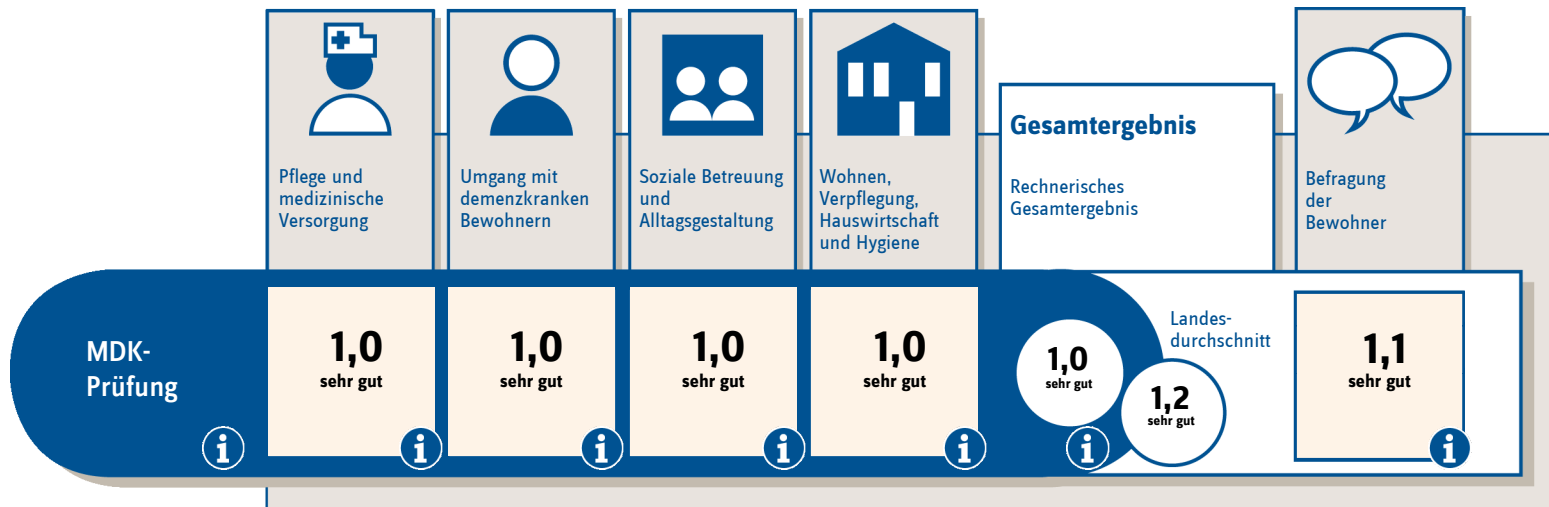 Pflege und
medizinische
Versorgung
Umgang mit
demenzkranken
Bewohnern
Soziale Betreuung
und
Alltagsgestaltung
Wohnen,
Verpflegung,
Hauswirtschaft
und Hygiene
Gesamtergebnis
Rechnerisches
Gesamtergebnis
Befragung
der
Bewohner
MDK-
Prüfung
i
1,0
sehr gut
i
1,0
sehr gut
i
1,0
sehr gut
i
1,0
sehr gut
i
1,0
sehr gut
i
Landes-
durchschnitt
1,2
sehr gut
1,1
sehr gut
i